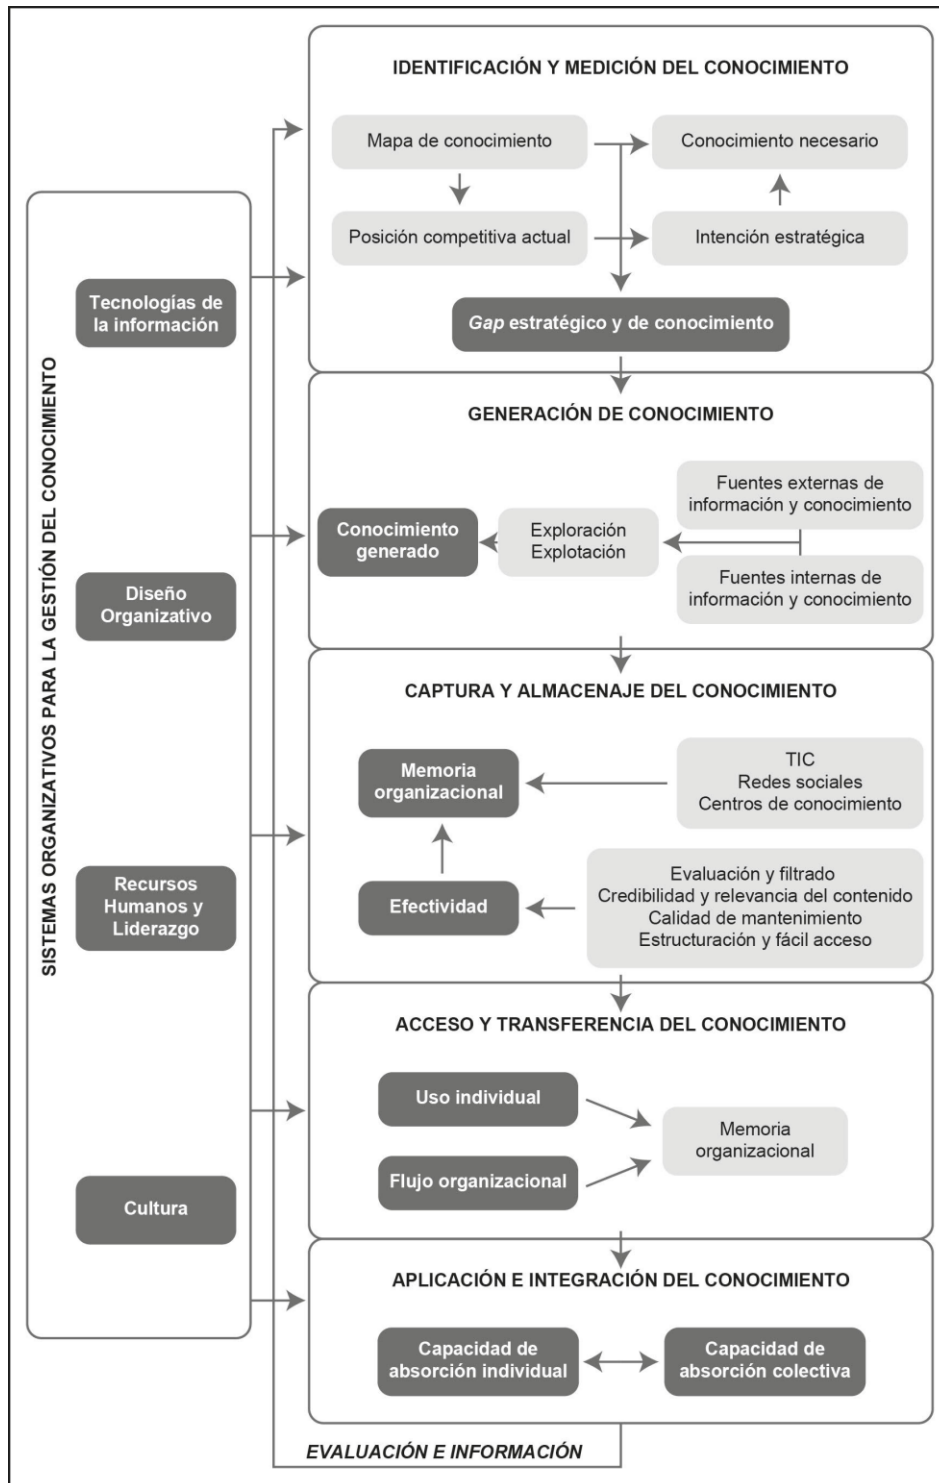 SISTEMAS ORGANIZATIVOS PARA LA GESTIÓN DEL CONOCIMIENTO
Tecnologías de
la información
Diseño
Organizativo
Recursos
Humanos y
Liderazgo
Cultura
IDENTIFICACIÓN Y MEDICIÓN DEL CONOCIMIENTO
Mapa de conocimiento
Conocimiento necesario
Posición competitiva actual
Intención estratégica
Gap estratégico y de conocimiento
GENERACIÓN DE CONOCIMIENTO
Fuentes externas de
información y conocimiento
Conocimiento
generado
Exploración
Explotación
Fuentes internas de
información y conocimiento
CAPTURA Y ALMACENAJE DEL CONOCIMIENTO
Memoria
organizacional
TIC
Redes sociales
Centros de conocimiento
Efectividad
Evaluación y filtrado
Credibilidad y relevancia del contenido
Calidad de mantenimiento
Estructuración y fácil acceso
ACCESO Y TRANSFERENCIA DEL CONOCIMIENTO
Uso individual
Flujo organizacional
Memoria
organizacional
APLICACIÓN E INTEGRACIÓN DEL CONOCIMIENTO
Capacidad de
absorción individual
Capacidad de
absorción colectiva
EVALUACIÓN E INFORMACIÓN